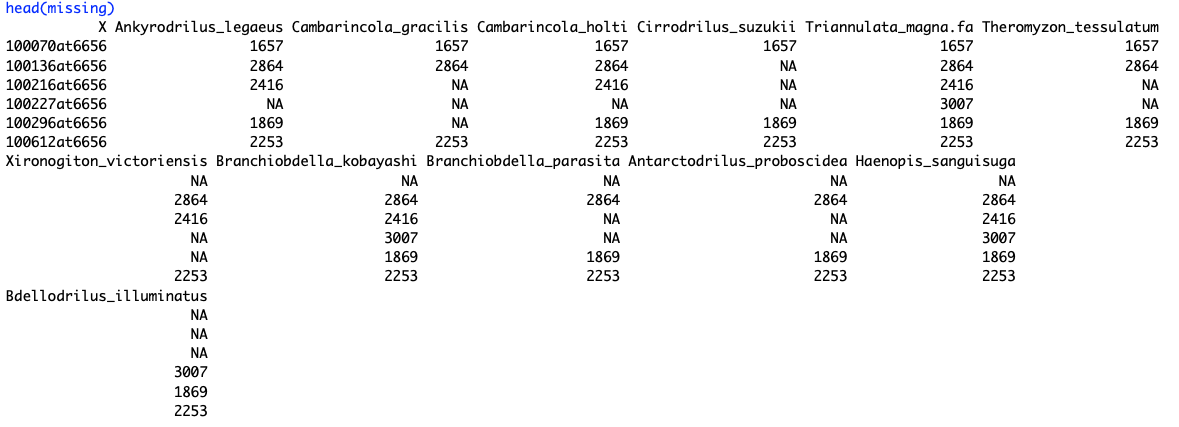 head(missing)
X Ankyrodrilus_legaeus Cambarincola_gracilis Cambarincola_holti Cirrodrilus_suzukii Triannulata_magna.fa Theromyzon_tessulatum
100070at6656 1657 1657 1657 1657 1657 1657
100136at6656 2864 2864 2864 NA 2864 2864
100216at6656 2416 NA 2416 NA 2416 NA
100227at6656 NA NA NA NA 3007 NA
100296at6656 1869 NA 1869 1869 1869 1869
100612at6656 2253 2253 2253 2253 2253 2253
Xironogiton_victoriensis Branchiobdella_kobayashi Branchiobdella_parasita Antarctodrilus_proboscidea Haenopis_sanguisuga
NA NA NA NA NA
2864 2864 2864 2864 2864
2416 2416 NA NA 2416
NA 3007 NA NA 3007
NA 1869 1869 1869 1869
2253 2253 2253 2253 2253
Bdellodrilus_illuminatus
NA
NA
NA
3007
1869
2253